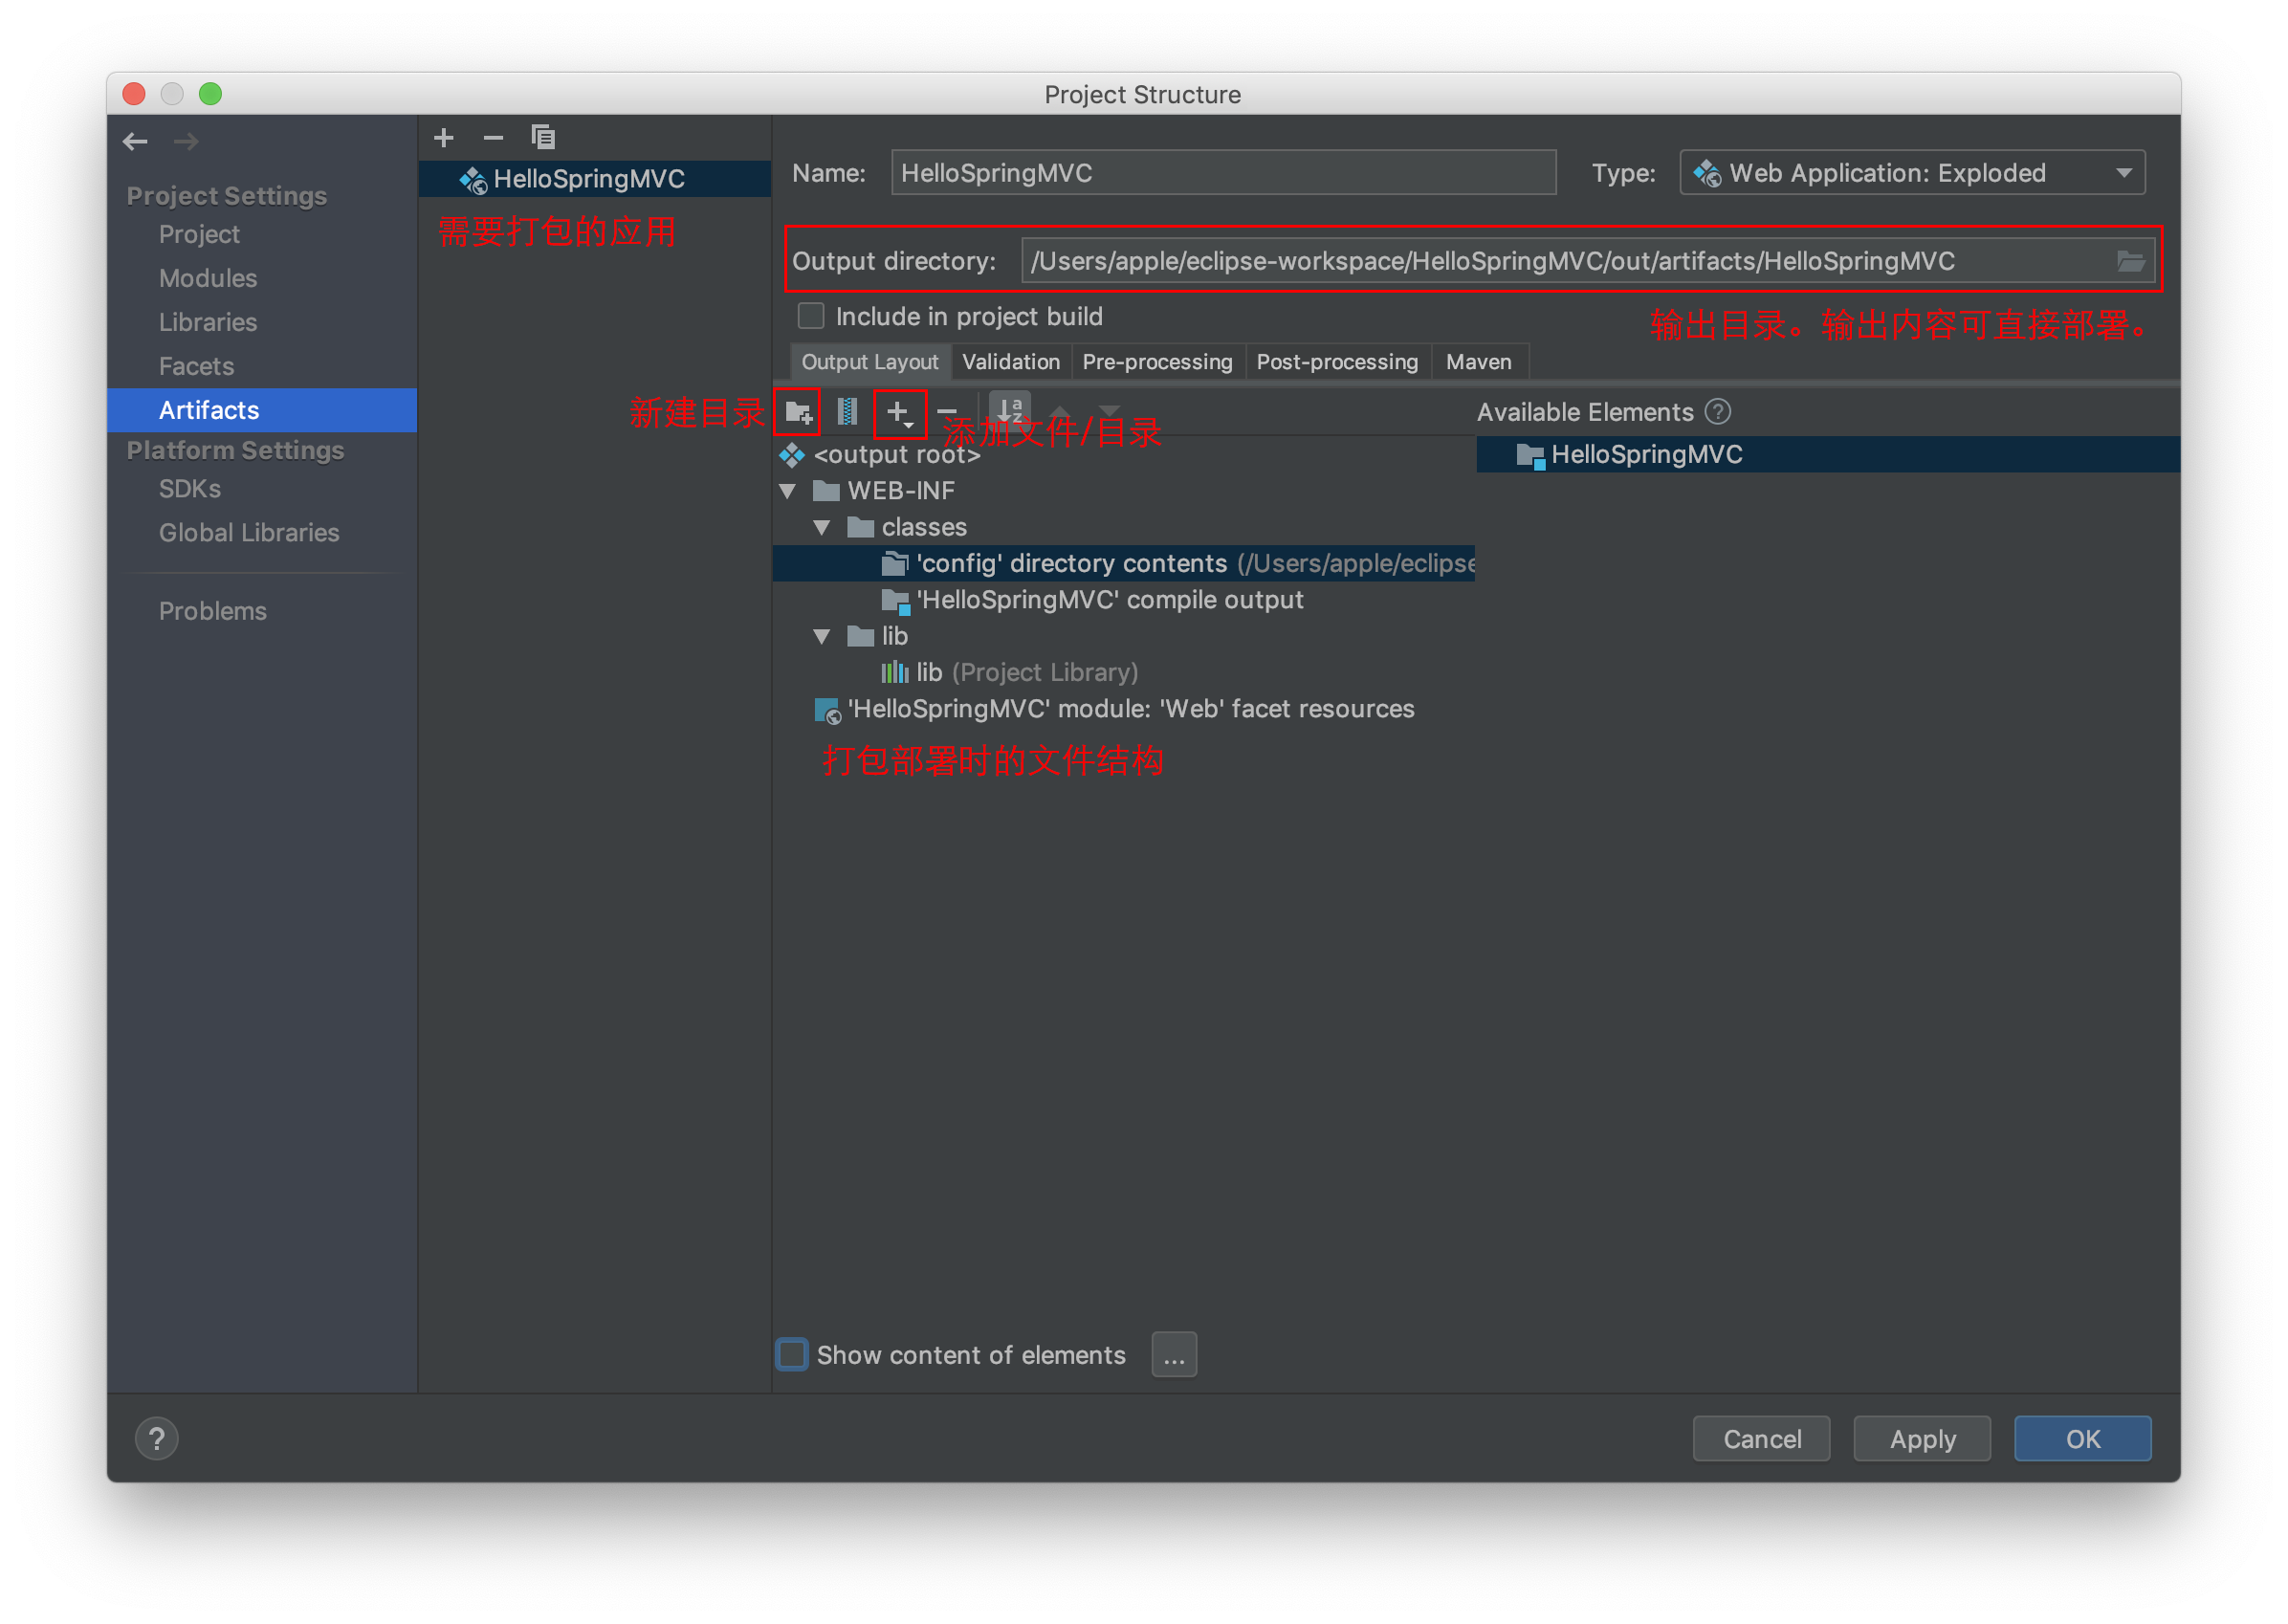 Project Structure
Project Settings
Project
Modules
Libraries
Facets
Artifacts
Platform Settings
SDKs
Global Libraries
Problems
HelloSpringMVC
需要打包的应用
Name: HelloSpringMVC Type: Web Application: Exploded
Output directory: /Users/apple/eclipse-workspace/HelloSpringMVC/out/artifacts/HelloSpringMVC
Include in project build
输出目录。输出内容可直接部署。
Output Layout Validation Pre-processing Post-processing Maven
新建目录
添加文件/目录
Available Elements ?
<output root>
HelloSpringMVC
WEB-INF
classes
'config' directory contents (/Users/apple/eclipse
'HelloSpringMVC' compile output
lib
lib (Project Library)
'HelloSpringMVC' module: 'Web' facet resources
打包部署时的文件结构
Show content of elements ...
? Cancel Apply OK